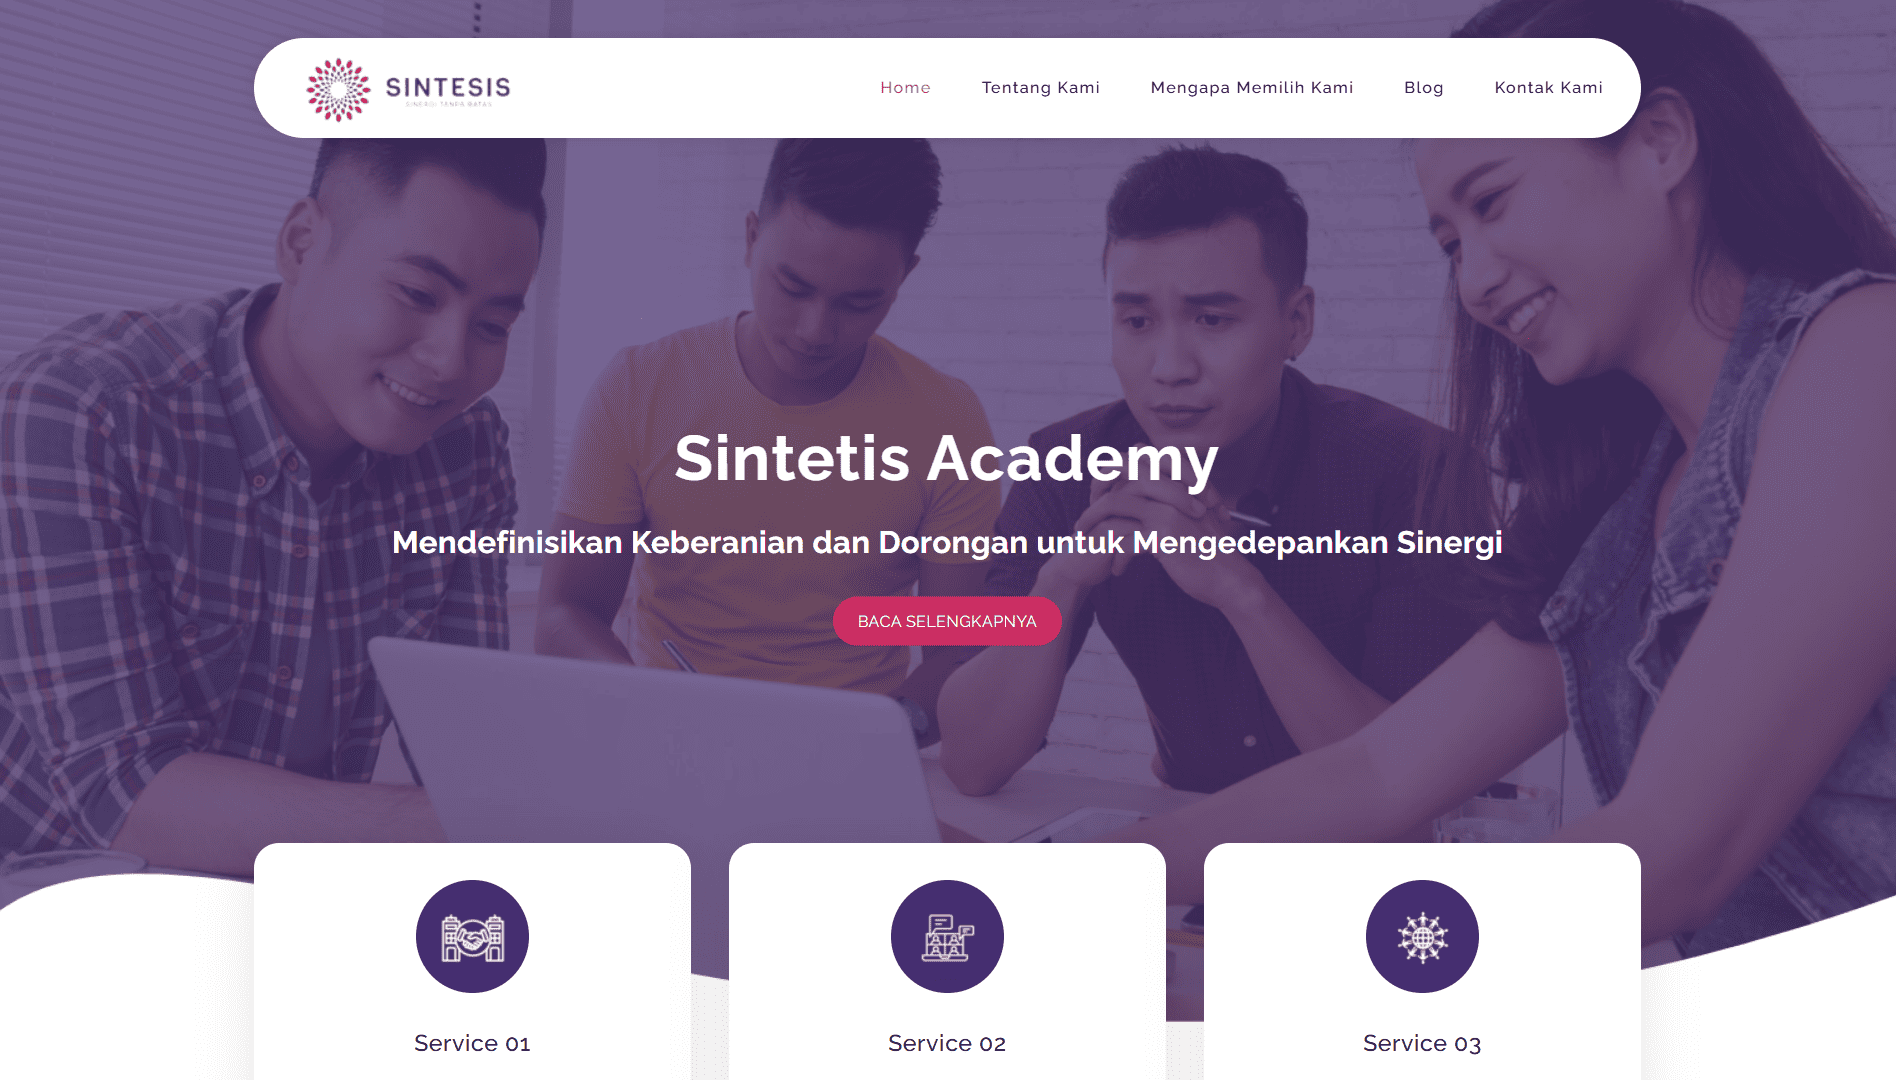 SINTESIS
SINERGI TANPA BATAS
Home
Tentang Kami
Mengapa Memilih Kami
Blog
Kontak Kami
Sintetis Academy
Mendefinisikan Keberanian dan Dorongan untuk Mengedepankan Sinergi
BACA SELENGKAPNYA
Service 01
Service 02
Service 03